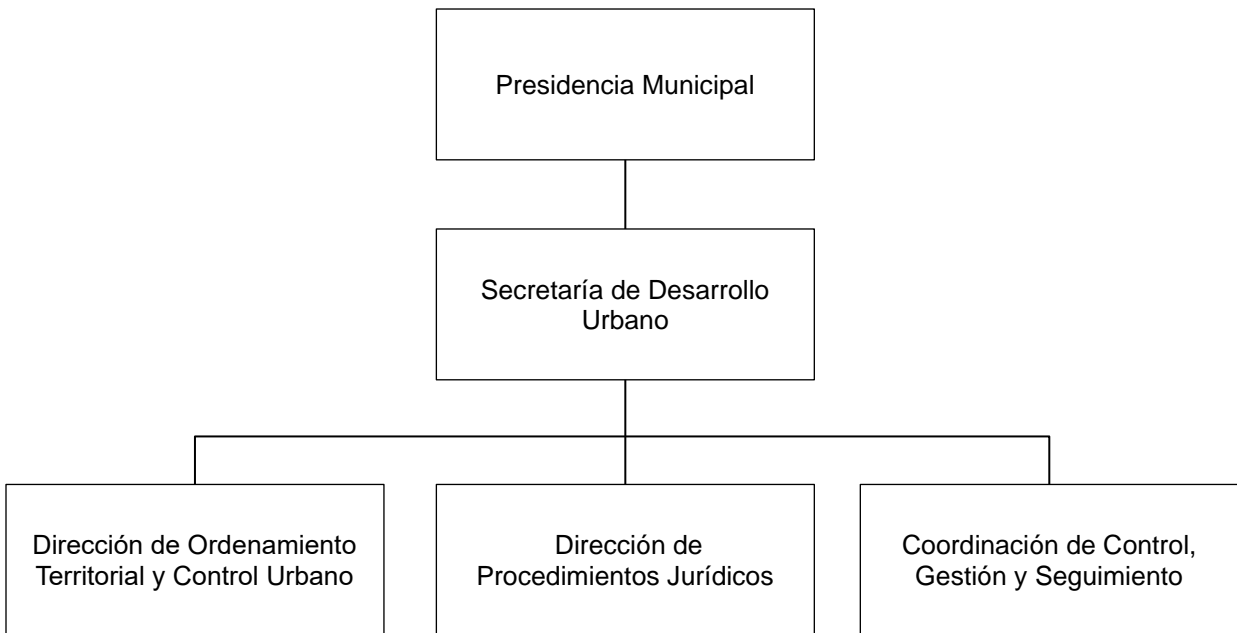 Presidencia Municipal
Secretaría de Desarrollo
Urbano
Dirección de Ordenamiento
Territorial y Control Urbano
Dirección de
Procedimientos Jurídicos
Coordinación de Control,
Gestión y Seguimiento